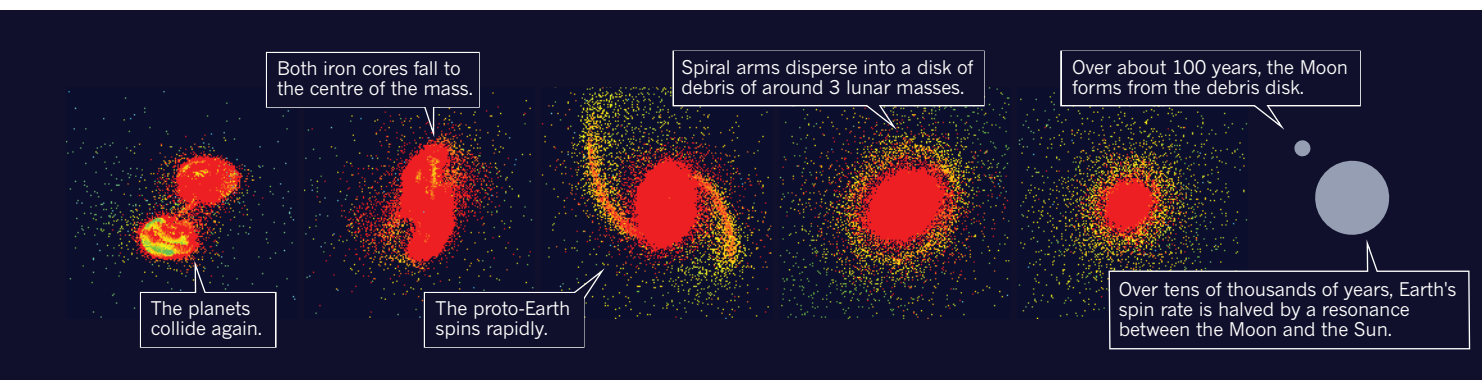 The planets
collide again.
Both iron cores fall to
the centre of the mass.
The proto-Earth
spins rapidly.
Spiral arms disperse into a disk of
debris of around 3 lunar masses.
Over about 100 years, the Moon
forms from the debris disk.
Over tens of thousands of years, Earth's
spin rate is halved by a resonance
between the Moon and the Sun.